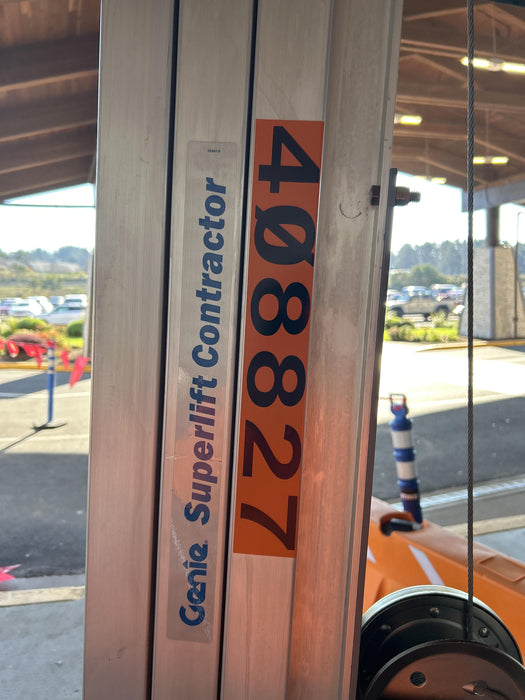 Genie Superlift Contractor
4Ø8827